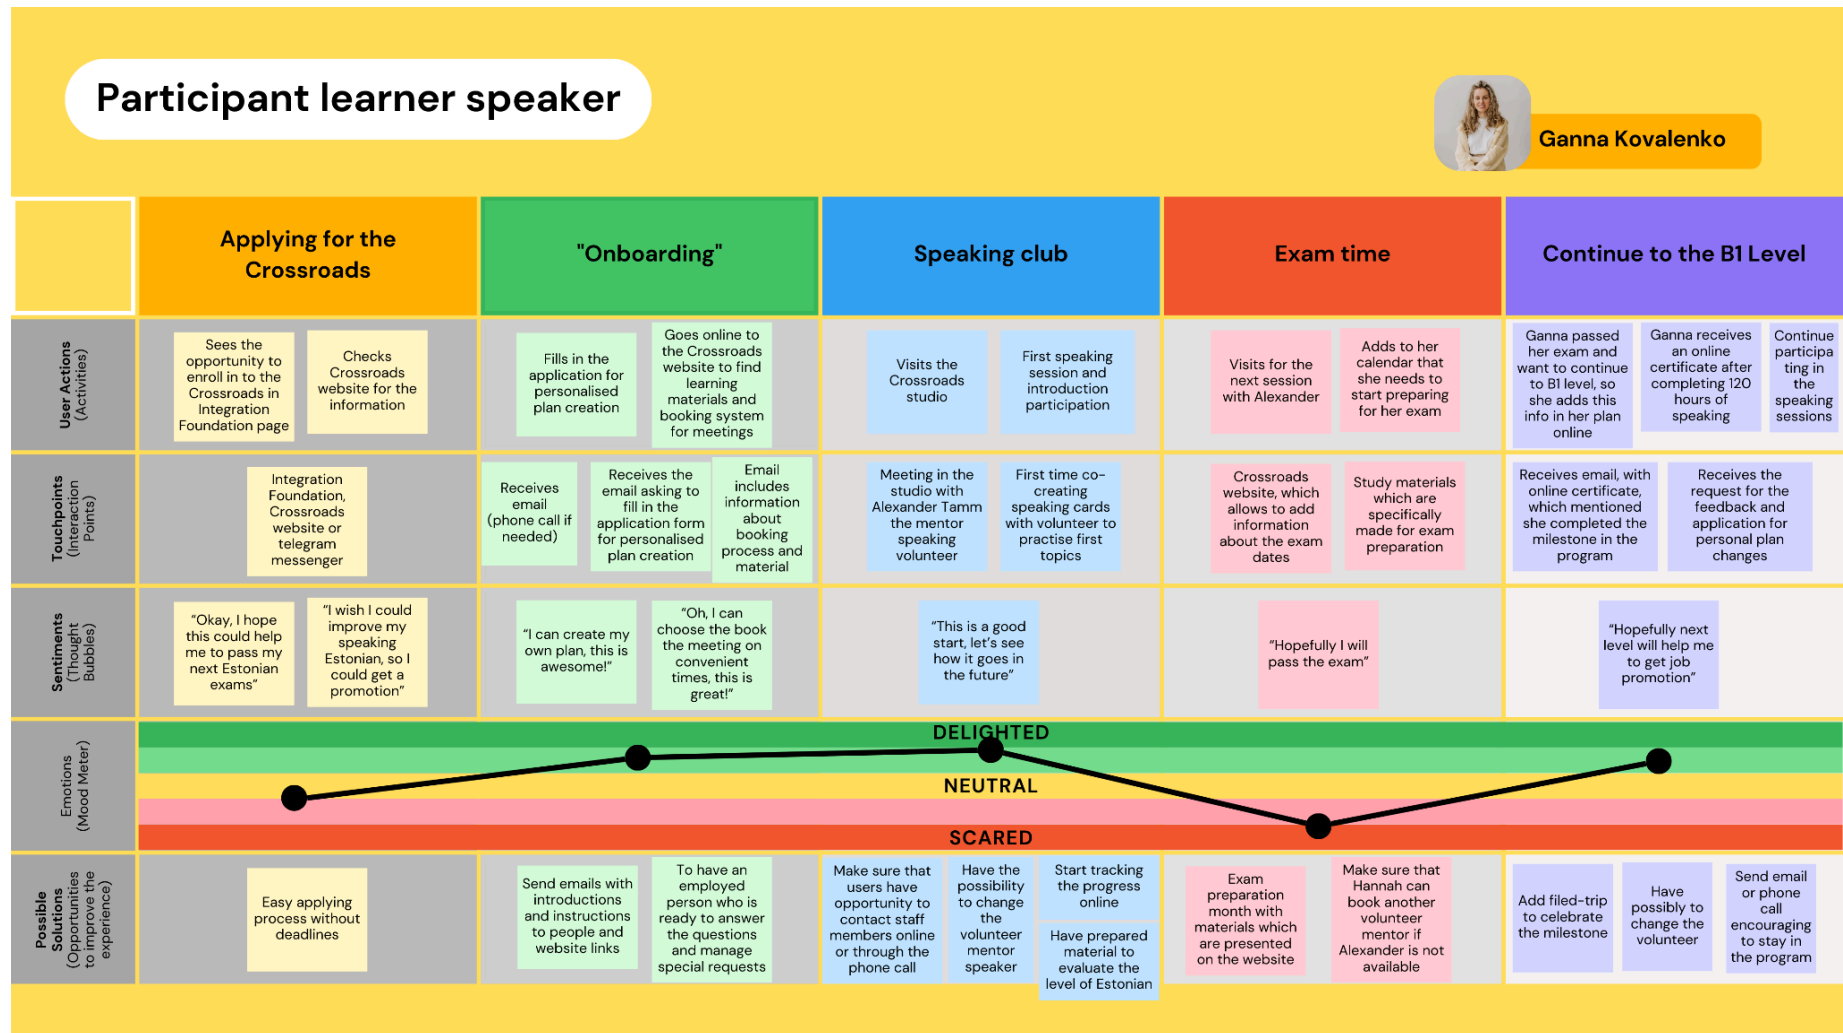 Participant learner speaker
Ganna Kovalenko
Applying for the
Crossroads
"Onboarding"
Speaking club
Exam time
Continue to the B1 Level
User Actions
(Activities)
Sees the
opportunity to
enroll in to the
Crossroads in
Integration
Foundation page
Checks
Crossroads
website for the
information
Fills in the
application for
personalised
plan creation
Goes online to
the Crossroads
website to find
learning
materials and
booking system
for meetings
Visits the
Crossroads
studio
First speaking
session and
introduction
participation
Visits for the
next session
with Alexander
Adds to her
calendar that
she needs to
start preparing
for her exam
Ganna passed
her exam and
want to continue
to B1 level, so
she adds this
info in her plan
online
Ganna receives
an online
certificate after
completing 120
hours of
speaking
Continue
participa
ting in
the
speaking
sessions
Touchpoints
(Interaction
Points)
Integration
Foundation,
Crossroads
website or
telegram
messenger
Receives
email
(phone call if
needed)
Receives the
email asking to
fill in the
application form
for personalised
plan creation
Email
includes
information
about
booking
process and
material
Meeting in the
studio with
Alexander Tamm
the mentor
speaking
volunteer
First time co-
creating
speaking cards
with volunteer to
practise first
topics
Crossroads
website, which
allows to add
information
about the exam
dates
Study materials
which are
specifically
made for exam
preparation
Receives email, with
online certificate,
which mentioned
she completed the
milestone in the
program
Receives the
request for the
feedback and
application for
personal plan
changes
Sentiments
(Thought
Bubbles)
“Okay, I hope
this could help
me to pass my
next Estonian
exams”
“I wish I could
improve my
speaking
Estonian, so I
could get a
promotion”
“I can create my
own plan, this is
awesome!”
“Oh, I can
choose the book
the meeting on
convenient
times, this is
great!”
“This is a good
start, let’s see
how it goes in
the future”
“Hopefully I will
pass the exam”
“Hopefully next
level will help me
to get job
promotion”
Emotions
(Mood Meter)
DELIGHTED
NEUTRAL
SCARED
Possible
Solutions
(Opportunities
to improve the
experience)
Easy applying
process without
deadlines
Send emails with
introductions
and instructions
to people and
website links
To have an
employed
person who is
ready to answer
the questions
and manage
special requests
Make sure that
users have
opportunity to
contact staff
members online
or through the
phone call
Have the
possibility
to change
the
volunteer
mentor
speaker
Start tracking
the progress
online
Have prepared
material to
evaluate the
level of Estonian
Exam
preparation
month with
materials which
are presented
on the website
Make sure that
Hannah can
book another
volunteer
mentor if
Alexander is not
available
Add filed-trip
to celebrate
the milestone
Have
possibly to
change the
volunteer
Send email
or phone
call
encouraging
to stay in
the program